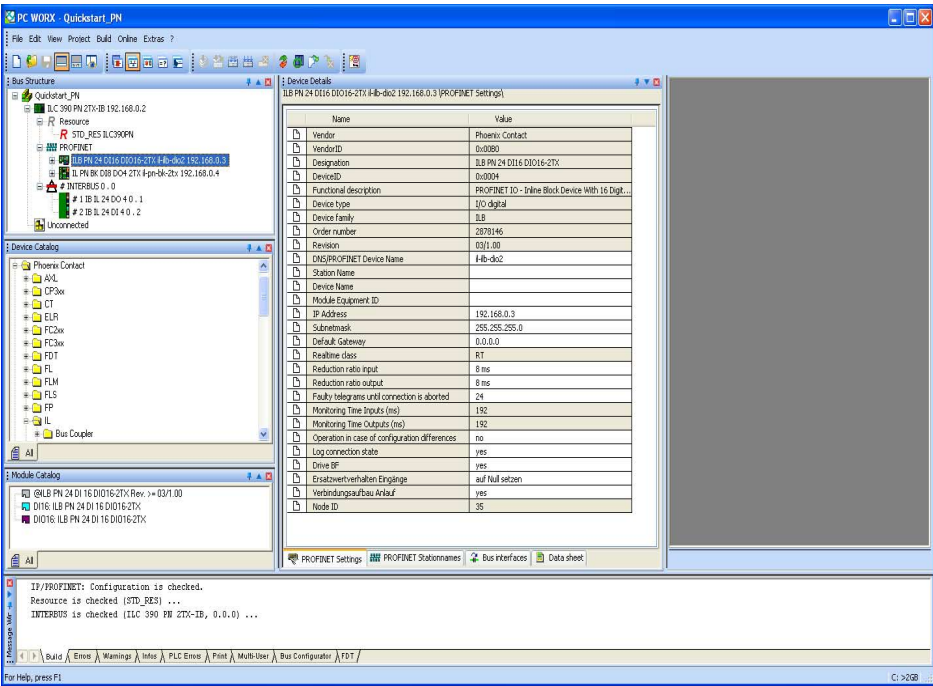 PC WORX - Quickstart_PN
File Edit View Project Build Online Extras ?
Bus Structure
Quickstart_PN
ILC 390 PN 2TX-IB 192.168.0.2
R Resource
R STD_RES ILC390PN
PROFINET
ILB PN 24 DI16 DIO16-2TX il-ilb-dio2 192.168.0.3
IL PN BK DI8 DO4 2TX il-pn-bk-2tx 192.168.0.4
# INTERBUS 0 . 0
# 1 IB IL 24 DO 4 0 . 1
# 2 IB IL 24 DI 4 0 . 2
Unconnected
Device Catalog
Phoenix Contact
AXL
CP3xx
CT
ELR
FC2xx
FC3xx
FDT
FL
FLM
FLS
FP
IL
Bus Coupler
All
Module Catalog
@ILB PN 24 DI 16 DIO16-2TX Rev. >= 03/1.00
DI16: ILB PN 24 DI 16 DIO16-2TX
DIO16: ILB PN 24 DI 16 DIO16-2TX
All
Device Details
ILB PN 24 DI16 DIO16-2TX il-ilb-dio2 192.168.0.3 \PROFINET Settings\
Name Value
Vendor Phoenix Contact
VendorID 0x00B0
Designation ILB PN 24 DI16 DIO16-2TX
DeviceID 0x0004
Functional description PROFINET IO - Inline Block Device With 16 Digit...
Device type I/O digital
Device family ILB
Order number 2878146
Revision 03/1.00
DNS/PROFINET Device Name il-ilb-dio2
Station Name
Device Name
Module Equipment ID
IP Address 192.168.0.3
Subnetmask 255.255.255.0
Default Gateway 0.0.0.0
Realtime class RT
Reduction ratio input 8 ms
Reduction ratio output 8 ms
Faulty telegrams until connection is aborted 24
Monitoring Time Inputs (ms) 192
Monitoring Time Outputs (ms) 192
Operation in case of configuration differences no
Log connection state yes
Drive BF yes
Ersatzwertverhalten Eingänge auf Null setzen
Verbindungsaufbau Anlauf yes
Node ID 35
PROFINET Settings PROFINET Stationnames Bus interfaces Data sheet
IP/PROFINET: Configuration is checked.
Resource is checked (STD_RES) ...
INTERBUS is checked (ILC 390 PN 2TX-IB, 0.0.0) ...
Message Win
Build Errors Warnings Infos PLC Errors Print Multi-User Bus Configurator FDT
For Help, press F1
C: >2GB